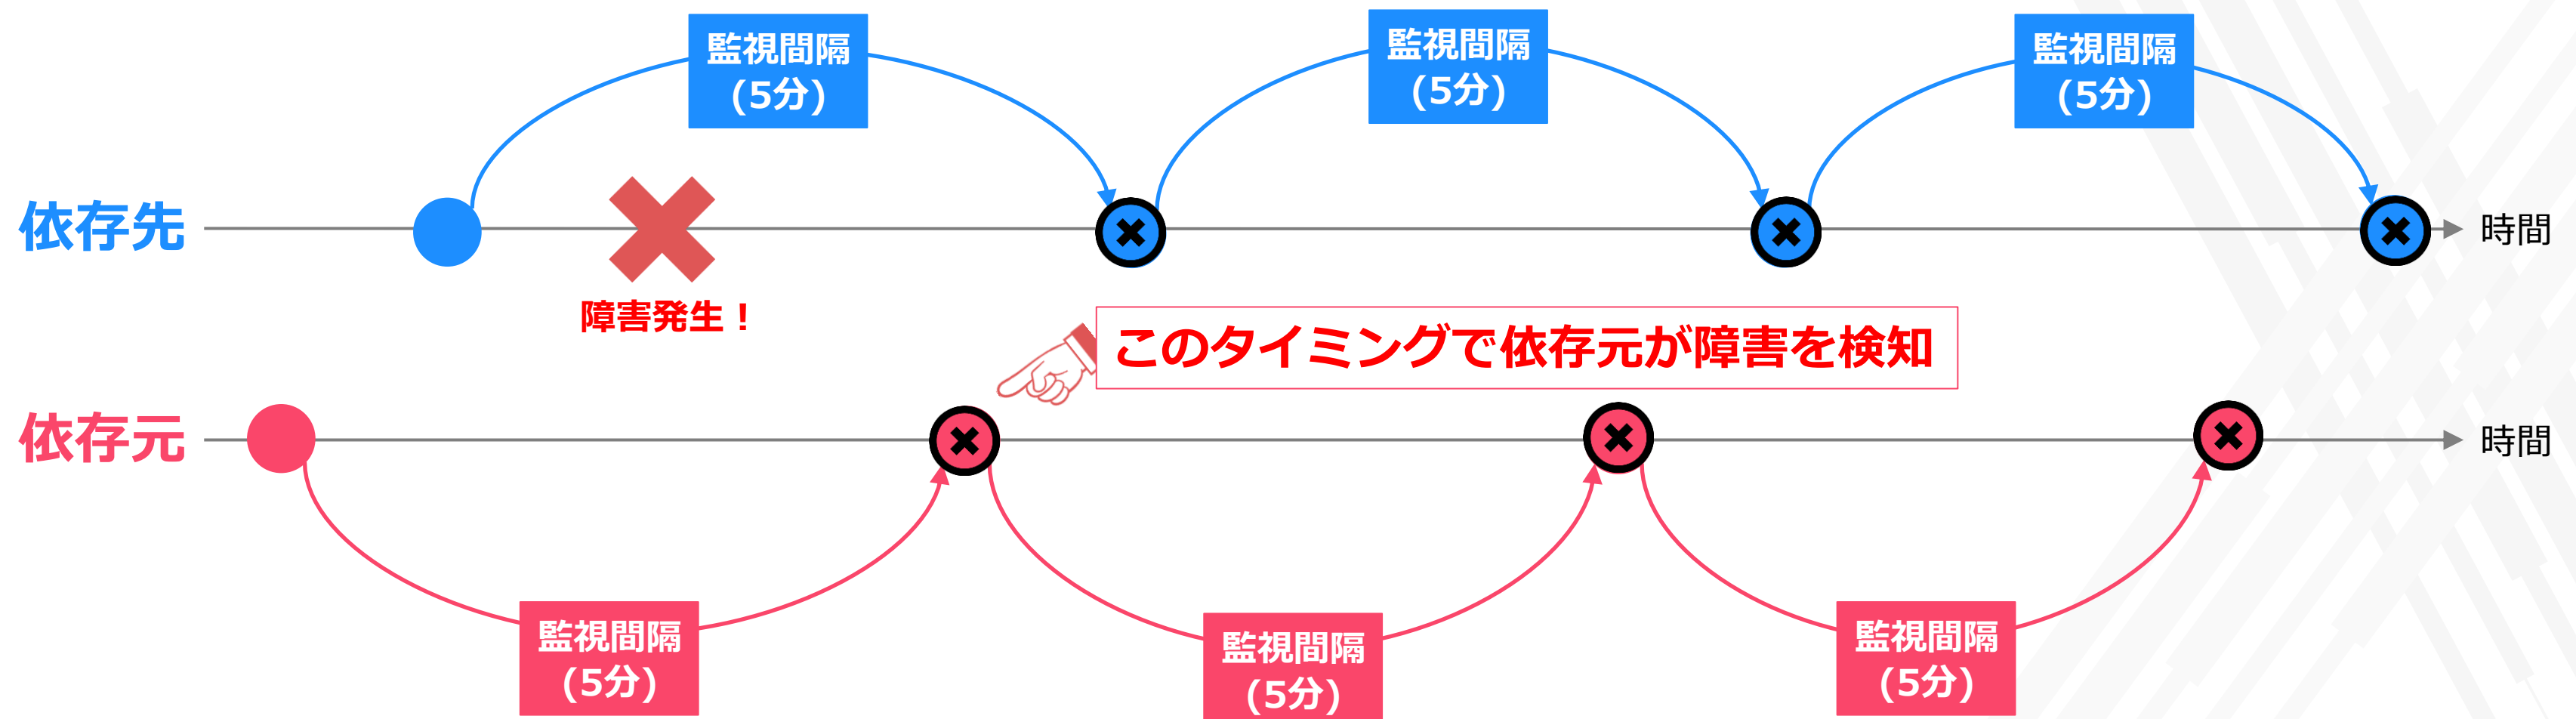 監視間隔
(5分)
監視間隔
(5分)
監視間隔
(5分)
依存先
時間
障害発生！
このタイミングで依存元が障害を検知
依存元
時間
監視間隔
(5分)
監視間隔
(5分)
監視間隔
(5分)